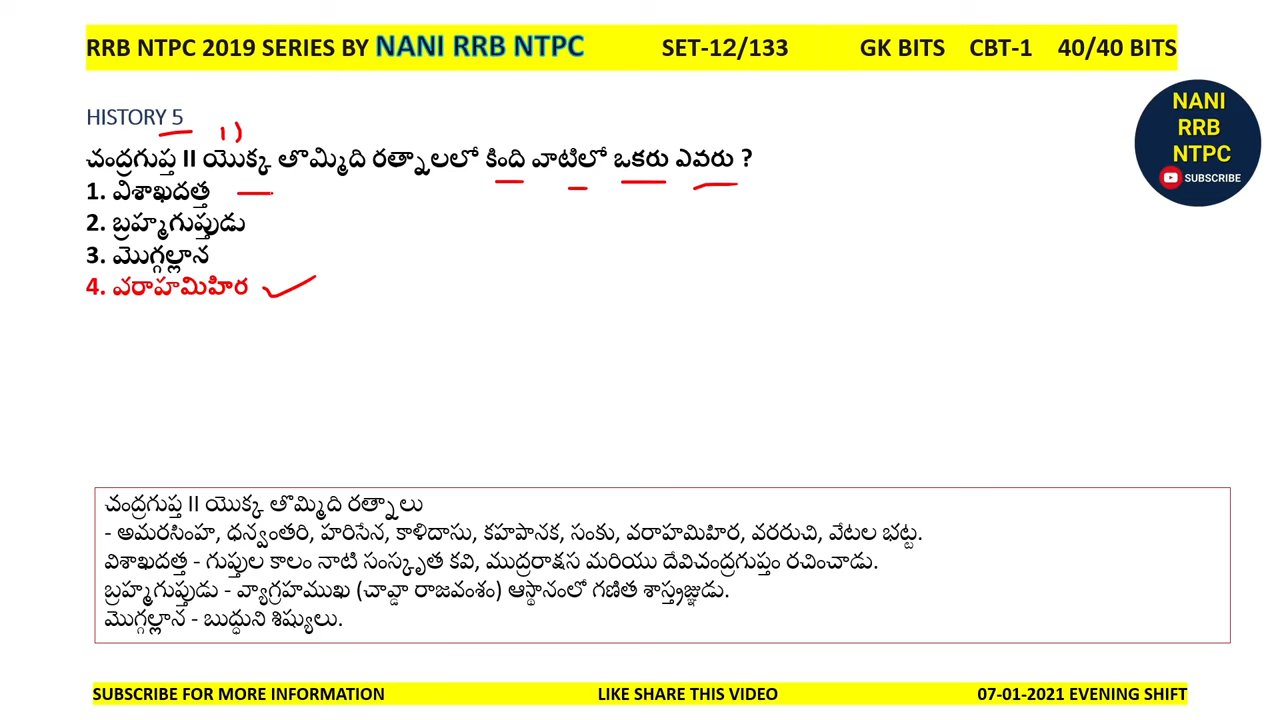 RRB NTPC 2019 SERIES BY NANI RRB NTPC SET-12/133 GK BITS CBT-1 40/40 BITS
NANI
RRB
NTPC
SUBSCRIBE
HISTORY 5
1)
చంద్రగుప్త II యొక్క తొమ్మిది రత్నాలలో కింది వాటిలో ఒకరు ఎవరు ?
1. విశాఖదత్త
2. బ్రహ్మగుప్తుడు
3. మొగ్గల్లాన
4. వరాహమిహిర
చంద్రగుప్త II యొక్క తొమ్మిది రత్నాలు
- అమరసింహ, ధన్వంతరి, హరిసేన, కాళిదాసు, కహపానక, సంకు, వరాహమిహిర, వరరుచి, వేటల భట్ట.
విశాఖదత్త - గుప్తుల కాలం నాటి సంస్కృత కవి, ముద్రరాక్షస మరియు దేవిచంద్రగుప్తం రచించాడు.
బ్రహ్మగుప్తుడు - వ్యాగ్రహముఖ (చావ్డా రాజవంశం) ఆస్థానంలో గణిత శాస్త్రజ్ఞుడు.
మొగ్గల్లాన - బుద్ధుని శిష్యులు.
SUBSCRIBE FOR MORE INFORMATION LIKE SHARE THIS VIDEO 07-01-2021 EVENING SHIFT